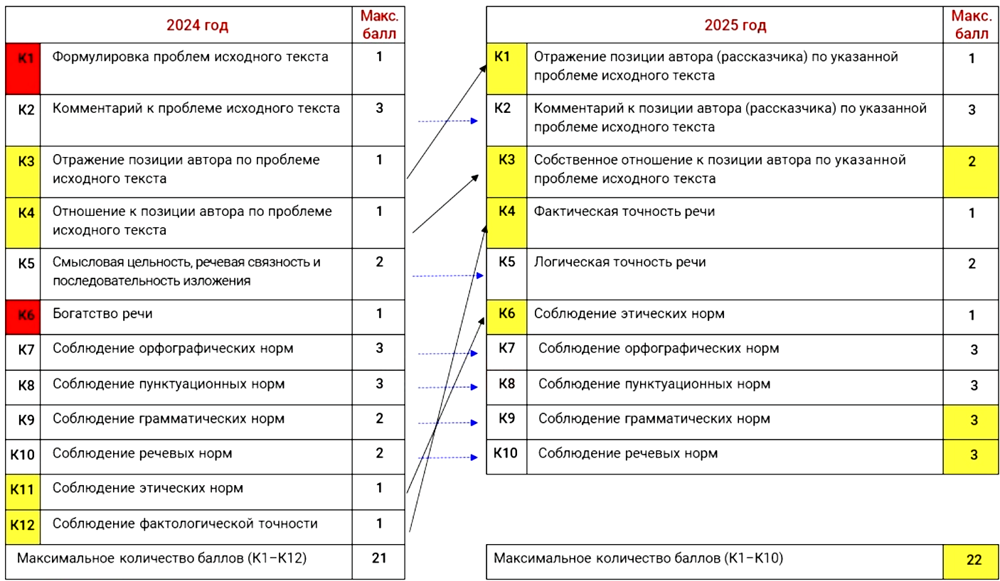 2024 год
Макс.
балл
К1
Формулировка проблем исходного текста
1
К2
Комментарий к проблеме исходного текста
3
К3
Отражение позиции автора по проблеме
исходного текста
1
К4
Отношение к позиции автора по проблеме
исходного текста
1
К5
Смысловая цельность, речевая связность и
последовательность изложения
2
К6
Богатство речи
1
К7
Соблюдение орфографических норм
3
К8
Соблюдение пунктуационных норм
3
К9
Соблюдение грамматических норм
2
К10
Соблюдение речевых норм
2
К11
Соблюдение этических норм
1
К12
Соблюдение фактологической точности
1
Максимальное количество баллов (К1–К12)
21
2025 год
Макс.
балл
К1
Отражение позиции автора (рассказчика) по указанной
проблеме исходного текста
1
К2
Комментарий к позиции автора (рассказчика) по указанной
проблеме исходного текста
3
К3
Собственное отношение к позиции автора по указанной
проблеме исходного текста
2
К4
Фактическая точность речи
1
К5
Логическая точность речи
2
К6
Соблюдение этических норм
1
К7
Соблюдение орфографических норм
3
К8
Соблюдение пунктуационных норм
3
К9
Соблюдение грамматических норм
3
К10
Соблюдение речевых норм
3
Максимальное количество баллов (К1–К10)
22